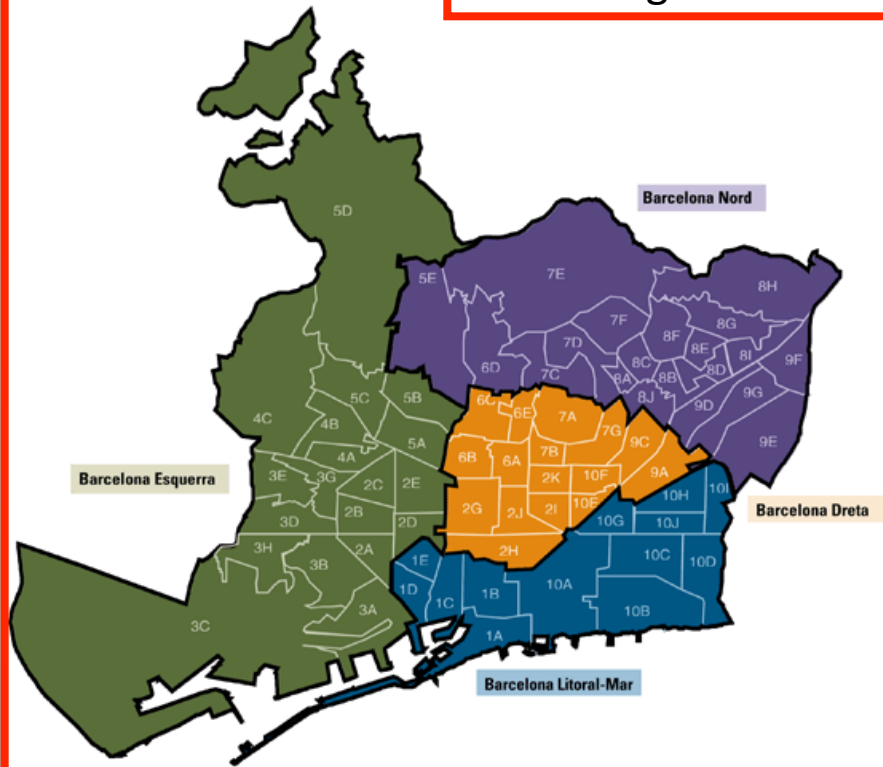 Barcelona Nord
5D
5E
7E
8H
7F
8G
8F
7D
8E
8I
9F
8C
6D
7C
8A
8B
8D
9G
8J
9D
5C
5B
6C
6E
7A
4C
4B
7G
9C
9E
5A
4A
6B
6A
7B
3E
3G
2C
2E
2K
10F
9A
10H
10I
Barcelona Esquerra
Barcelona Dreta
2G
2J
2I
10E
2B
3D
2D
10G
10J
3H
2A
2H
3B
1E
10C
10D
1D
1C
1B
10A
3A
10B
3C
1A
Barcelona Litoral-Mar